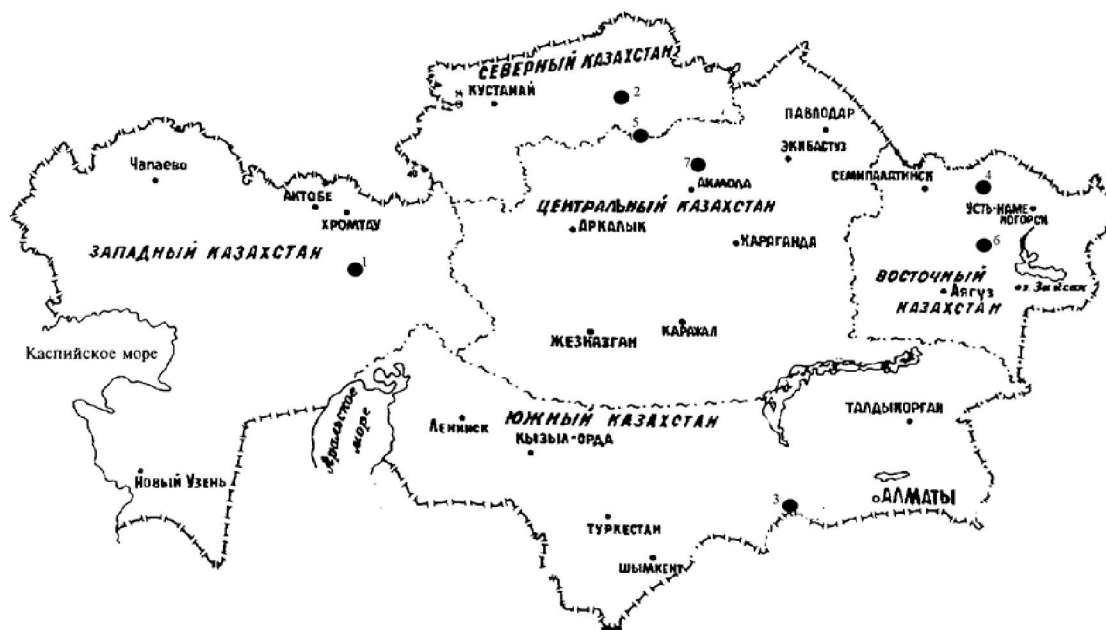 СЕВЕРНЫЙ КАЗАХСТАН
КУСТАНАЙ
2
ПАВЛОДАР
5
ЭКИБАСТУЗ
7
Чапаево
АКМОЛА
СЕМИПАЛАТИНСК
4
АКТОБЕ
ХРОМТАУ
ЦЕНТРАЛЬНЫЙ КАЗАХСТАН
УСТЬ-КАМЕ
НОГОРСК
АРКАЛЫК
КАРАГАНДА
6
ЗАПАДНЫЙ КАЗАХСТАН
1
ВОСТОЧНЫЙ
КАЗАХСТАН
Аягуз
оз. Зайсан
Каспийское море
ЖЕЗКАЗГАН
КАРАЖАЛ
Аральское
море
Ленинск
ЮЖНЫЙ КАЗАХСТАН
КЫЗЫЛ-ОРДА
ТАЛДЫКОРГАН
Новый Узень
3
АЛМАТЫ
ТУРКЕСТАН
ШЫМКЕНТ